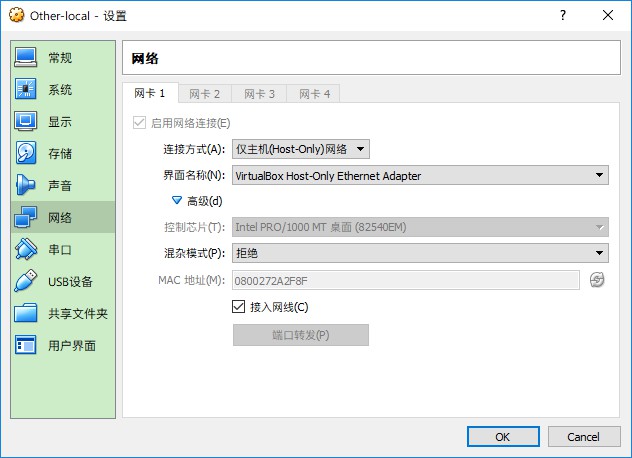 Other-local - 设置
?
常规
系统
显示
存储
声音
网络
串口
USB设备
共享文件夹
用户界面
网络
网卡 1 网卡 2 网卡 3 网卡 4
启用网络连接(E)
连接方式(A): 仅主机(Host-Only)网络
界面名称(N): VirtualBox Host-Only Ethernet Adapter
高级(d)
控制芯片(T): Intel PRO/1000 MT 桌面 (82540EM)
混杂模式(P): 拒绝
MAC 地址(M): 0800272A2F8F
接入网线(C)
端口转发(P)
OK Cancel